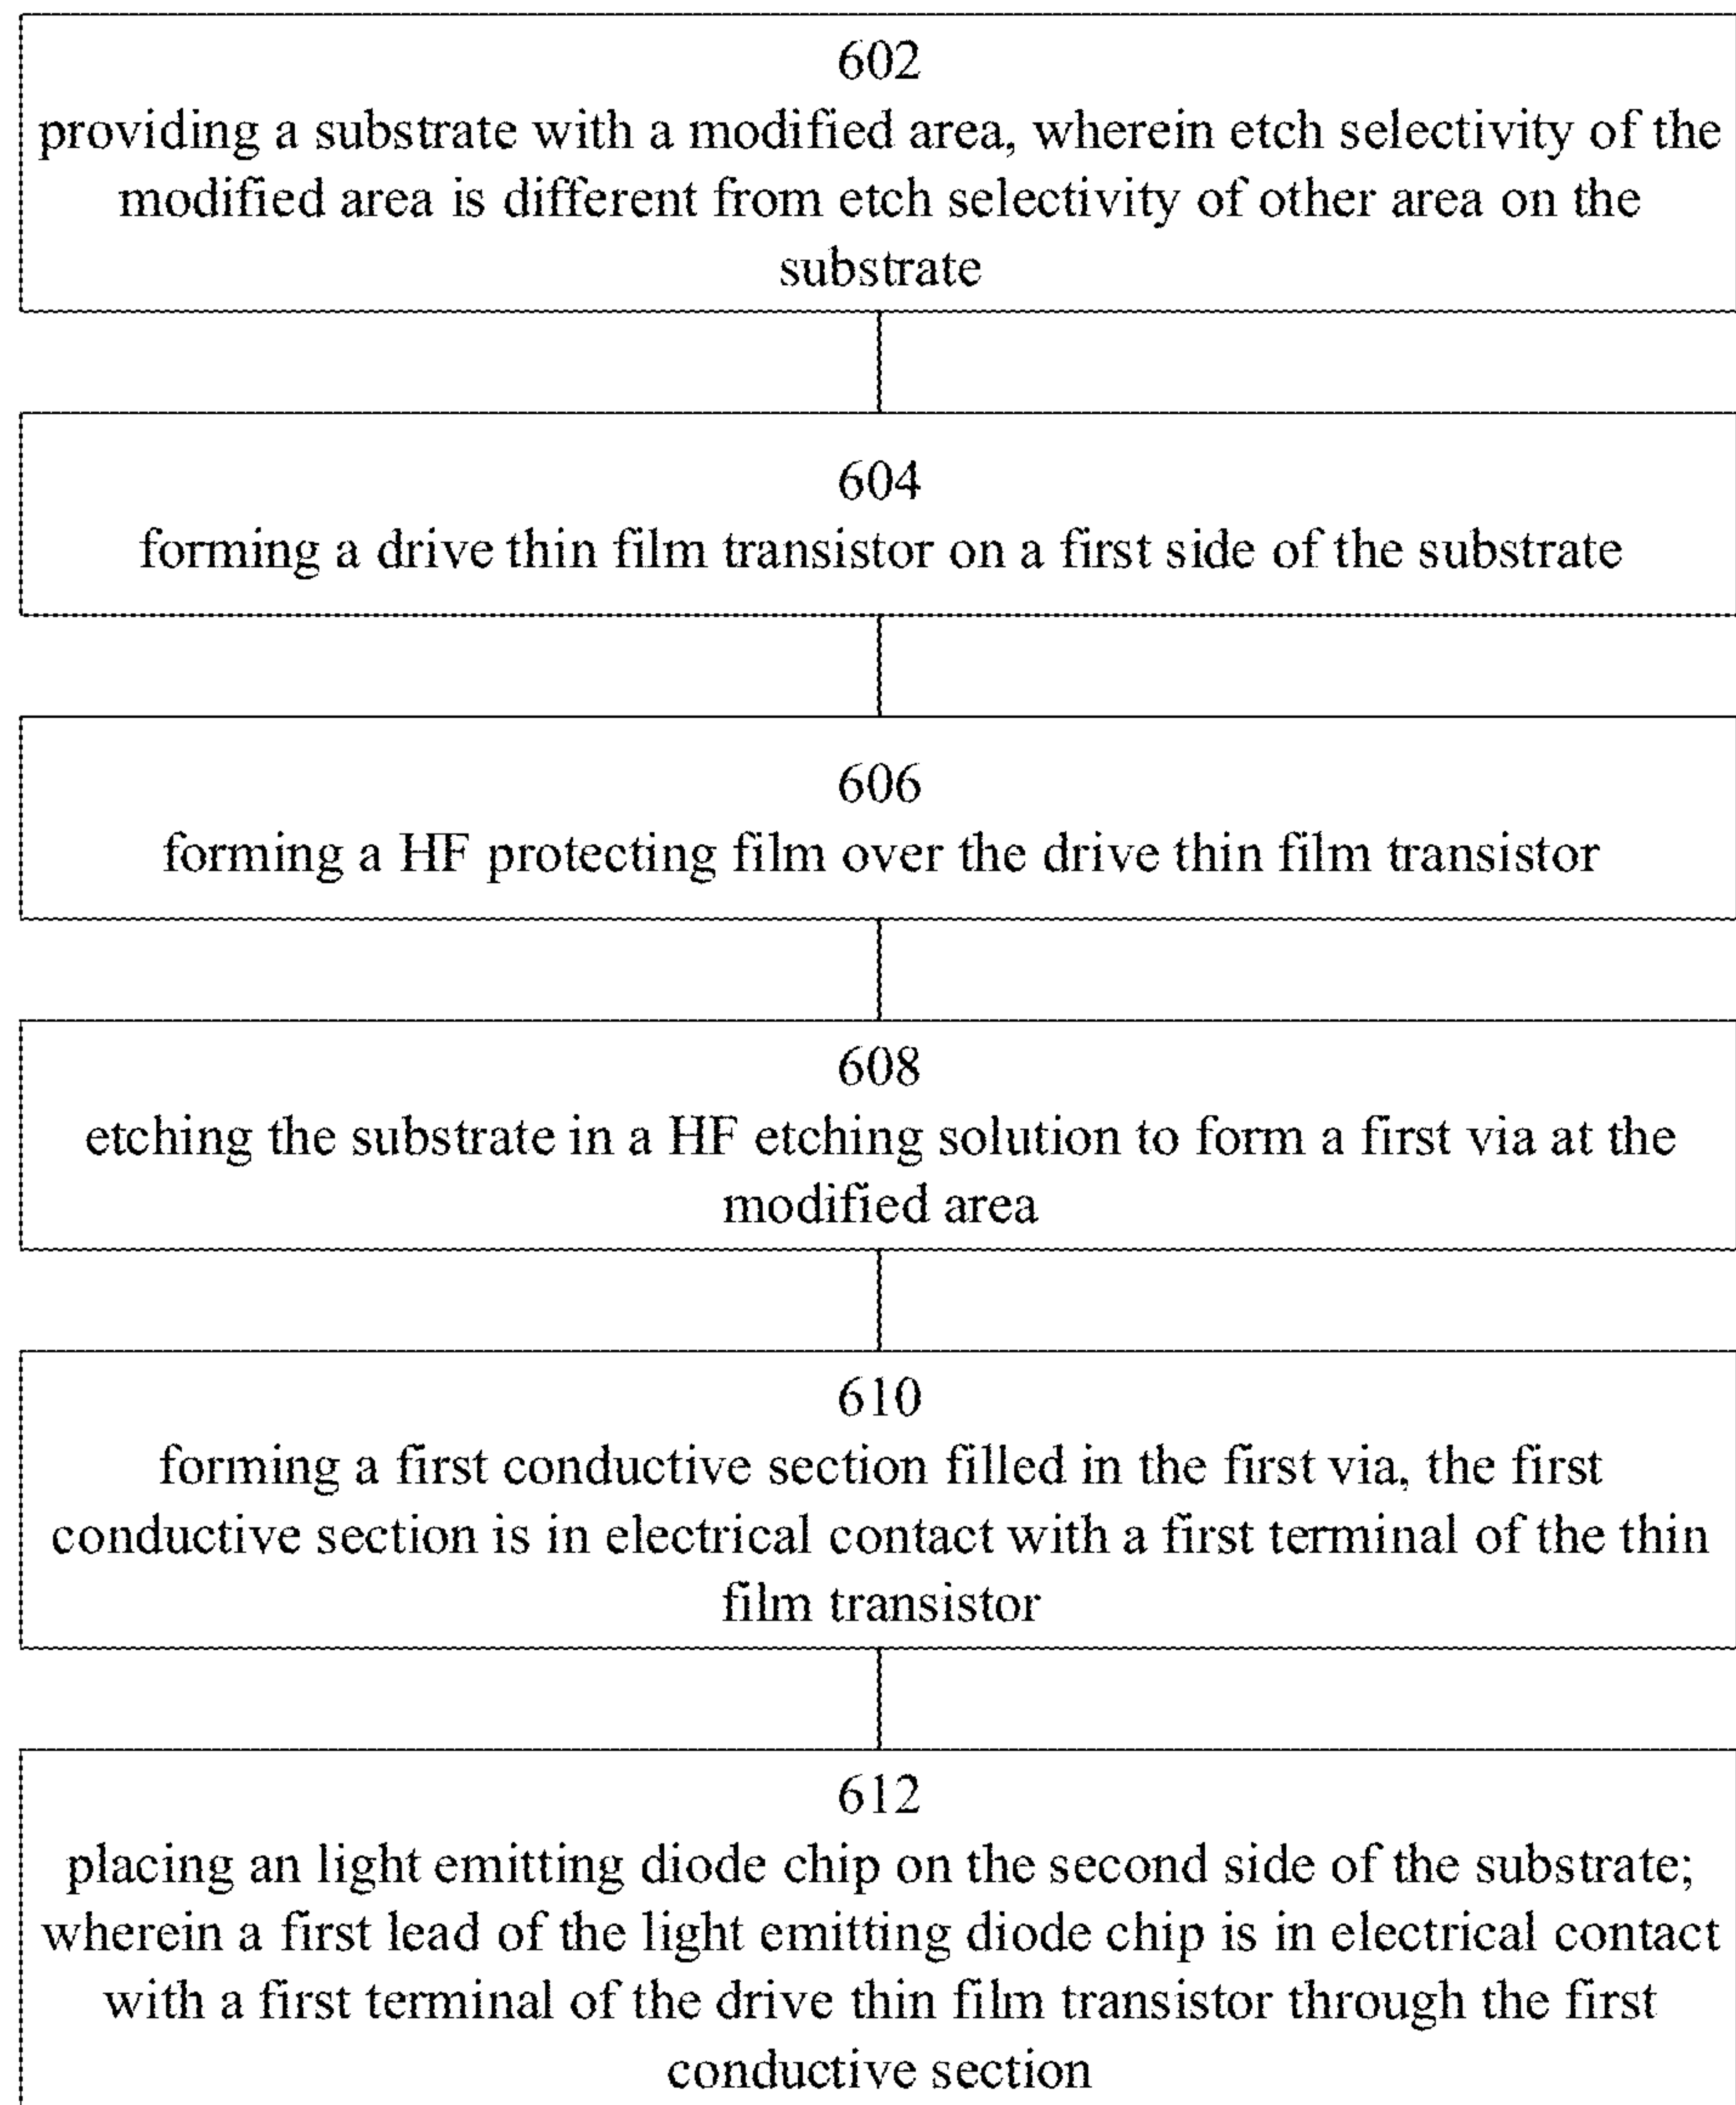 602
providing a substrate with a modified area, wherein etch selectivity of the
modified area is different from etch selectivity of other area on the
substrate
604
forming a drive thin film transistor on a first side of the substrate
606
forming a HF protecting film over the drive thin film transistor
608
etching the substrate in a HF etching solution to form a first via at the
modified area
610
forming a first conductive section filled in the first via, the first
conductive section is in electrical contact with a first terminal of the thin
film transistor
612
placing an light emitting diode chip on the second side of the substrate;
wherein a first lead of the light emitting diode chip is in electrical contact
with a first terminal of the drive thin film transistor through the first
conductive section